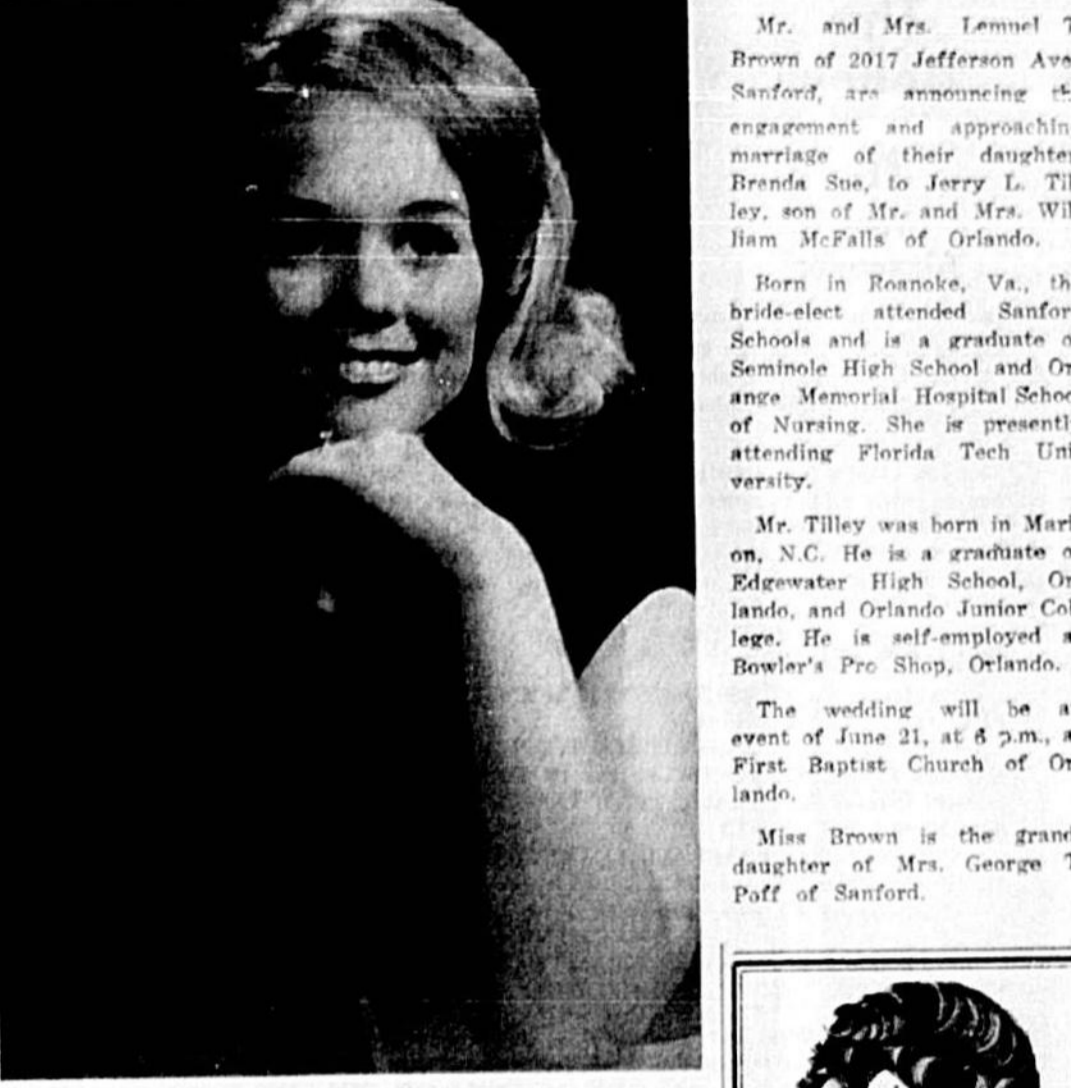 Mr. and Mrs. Lemuel T
Brown of 2017 Jefferson Ave
Sanford, are announcing th
engagement and approachin
marriage of their daughter
Brenda Sue, to Jerry L. Til
ley, son of Mr. and Mrs. Wil
liam McFalls of Orlando.
Born in Roanoke, Va., th
bride-elect attended Sanfor
Schools and is a graduate o
Seminole High School and Or
ange Memorial Hospital Schoo
of Nursing. She is presentl
attending Florida Tech Uni
versity.
Mr. Tilley was born in Mari
on, N.C. He is a graduate o
Edgewater High School, Or
lando, and Orlando Junior Col
lege. He is self-employed a
Bowler's Pro Shop, Orlando.
The wedding will be a
event of June 21, at 6 p.m., a
First Baptist Church of Or
lando.
Miss Brown is the grand
daughter of Mrs. George T
Poff of Sanford.